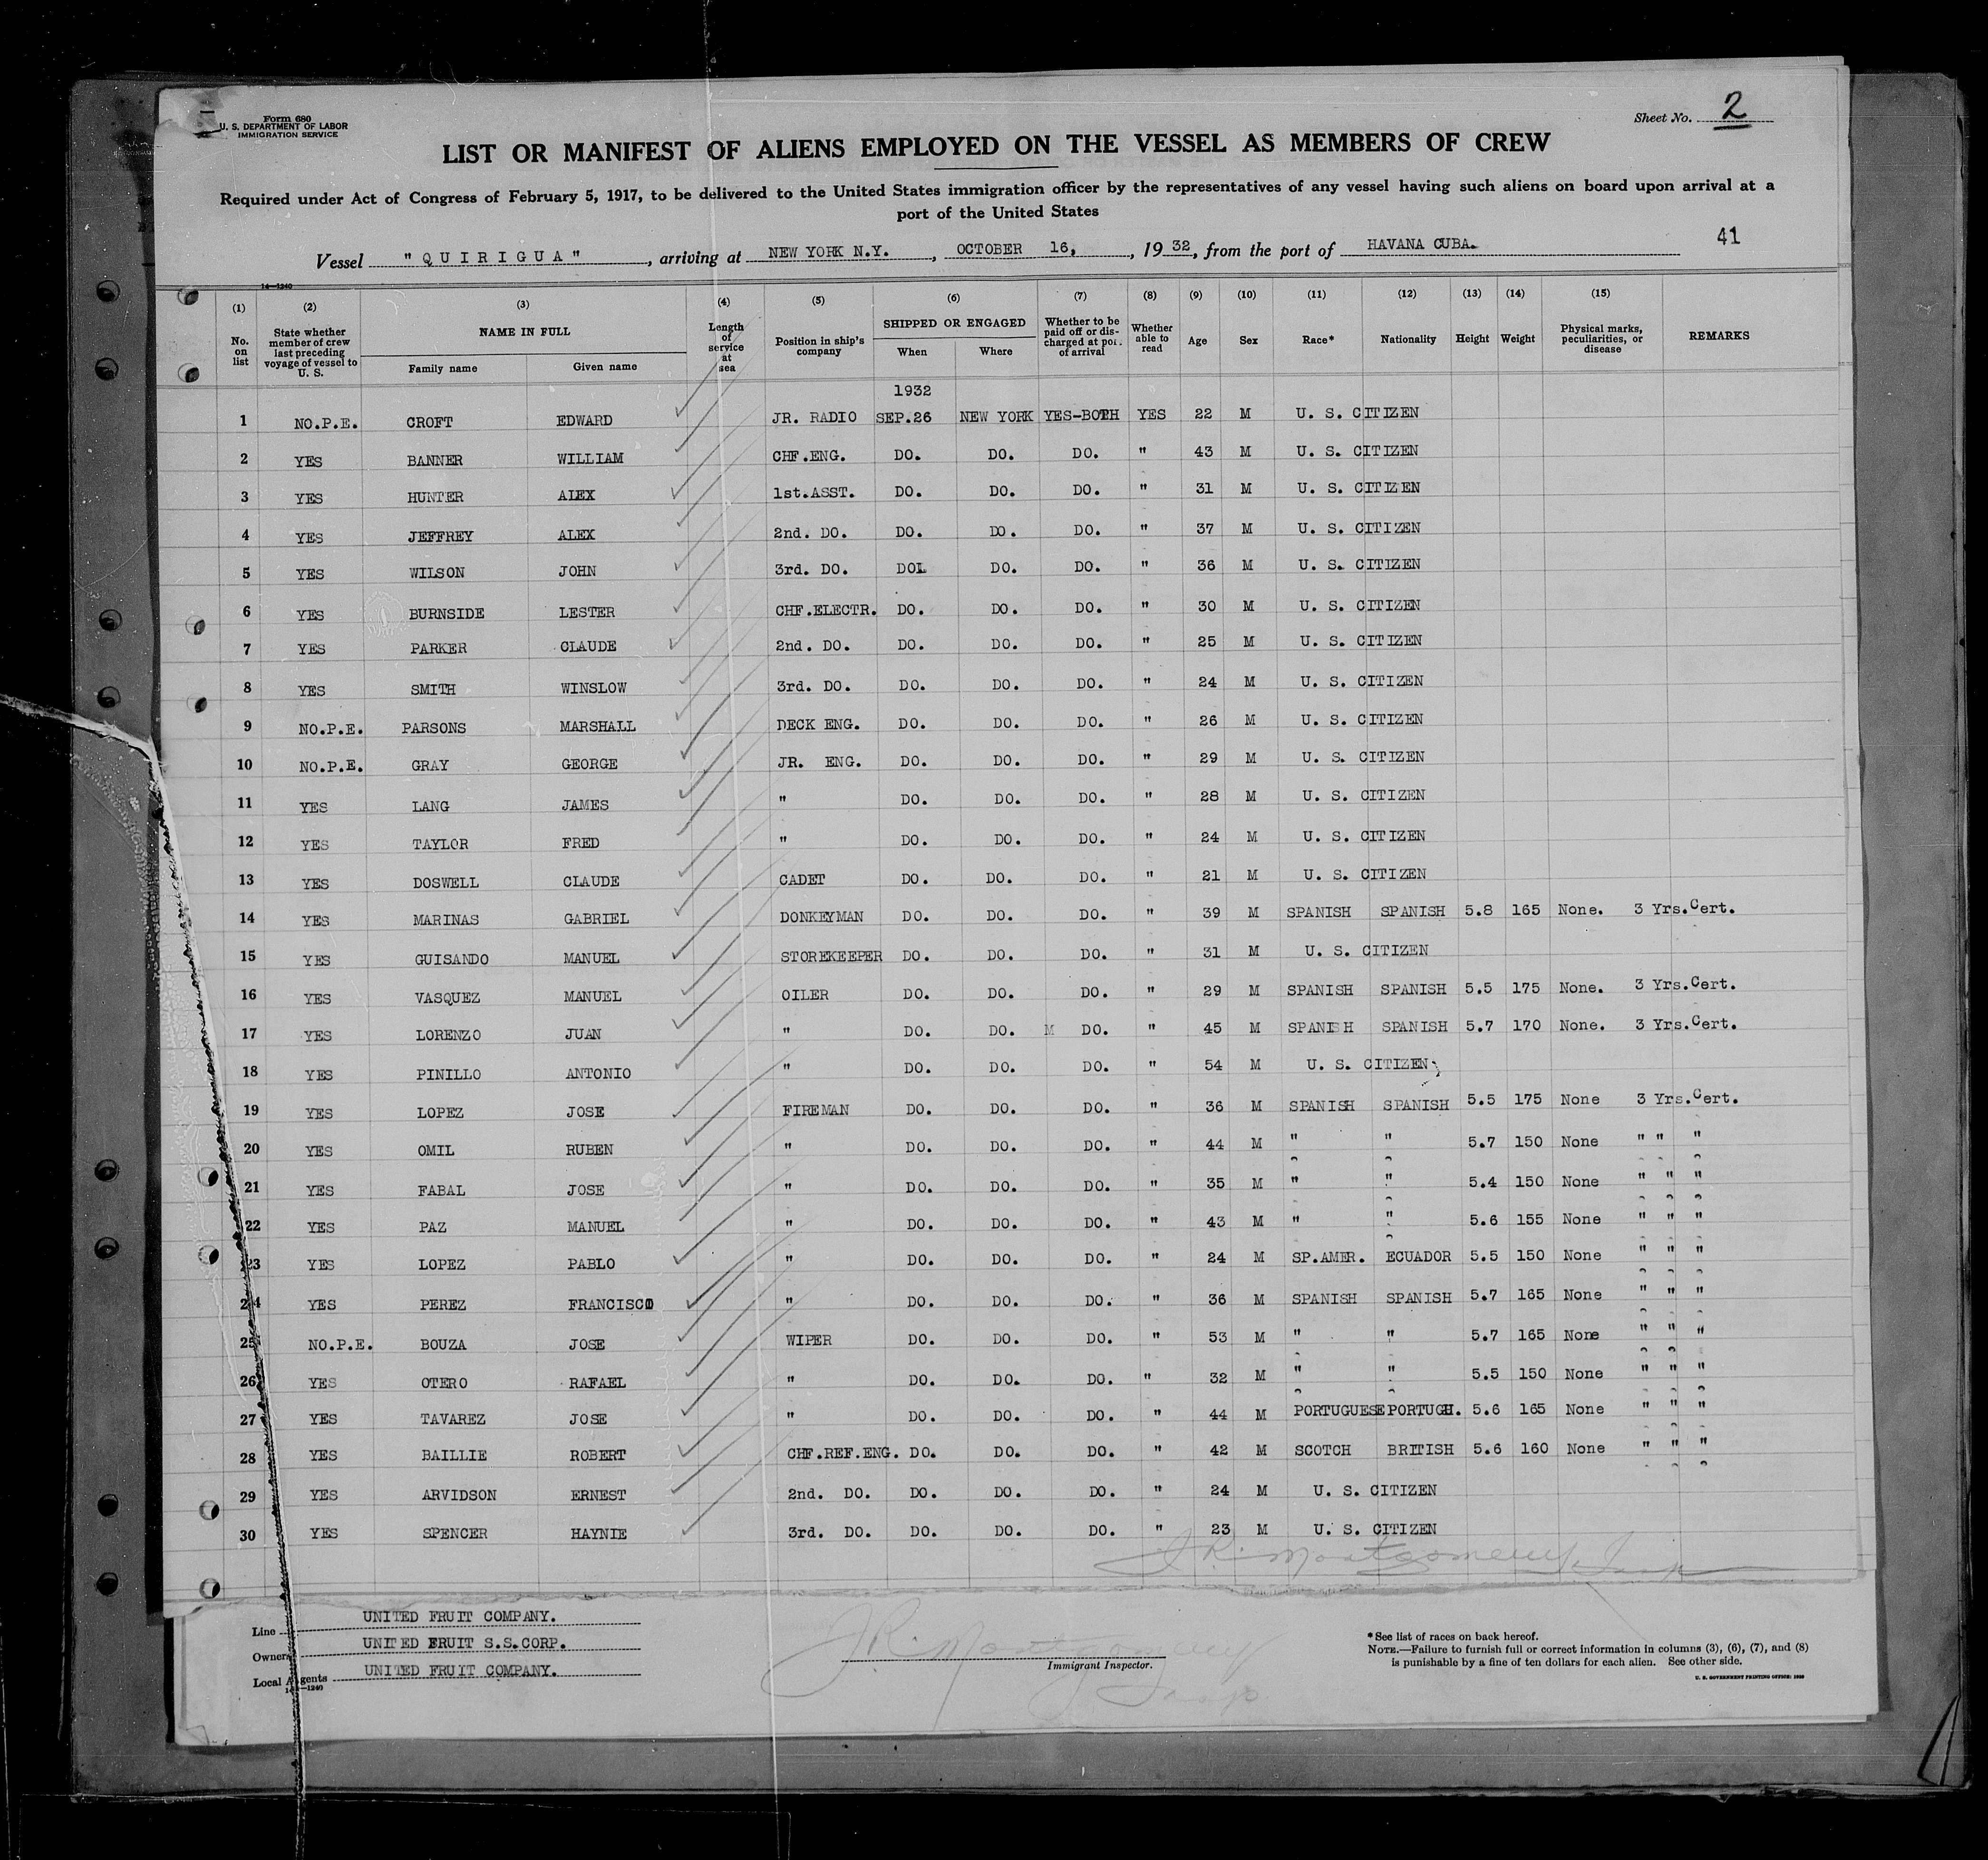 Form 680
U. S. DEPARTMENT OF LABOR
IMMIGRATION SERVICE
Sheet No. 2
LIST OR MANIFEST OF ALIENS EMPLOYED ON THE VESSEL AS MEMBERS OF CREW
Required under Act of Congress of February 5, 1917, to be delivered to the United States immigration officer by the representatives of any vessel having such aliens on board upon arrival at a
port of the United States
Vessel "QUIRIGUA", arriving at NEW YORK N.Y., OCTOBER 16, , 1932, from the port of HAVANA CUBA.
41
14—1240
(1) (2) (3) (4) (5) (6) (7) (8) (9) (10) (11) (12) (13) (14) (15)
No. on list | State whether member of crew last preceding voyage of vessel to U. S. | NAME IN FULL | Family name | Given name | Length of service at sea | Position in ship's company | SHIPPED OR ENGAGED | When | Where | Whether to be paid off or discharged at port of arrival | Whether able to read | Age | Sex | Race* | Nationality | Height | Weight | Physical marks, peculiarities, or disease | REMARKS
1932
1 NO.P.E. CROFT EDWARD JR. RADIO SEP.26 NEW YORK YES-BOTH YES 22 M U. S. CITIZEN
2 YES BANNER WILLIAM CHF.ENG. DO. DO. DO. " 43 M U. S. CITIZEN
3 YES HUNTER ALEX 1st.ASST. DO. DO. DO. " 31 M U. S. CITIZEN
4 YES JEFFREY ALEX 2nd. DO. DO. DO. DO. " 37 M U. S. CITIZEN
5 YES WILSON JOHN 3rd. DO. DOL DO. DO. " 36 M U. S. CITIZEN
6 YES BURNSIDE LESTER CHF.ELECTR. DO. DO. DO. " 30 M U. S. CITIZEN
7 YES PARKER CLAUDE 2nd. DO. DO. DO. DO. " 25 M U. S. CITIZEN
8 YES SMITH WINSLOW 3rd. DO. DO. DO. DO. " 24 M U. S. CITIZEN
9 NO.P.E. PARSONS MARSHALL DECK ENG. DO. DO. DO. " 26 M U. S. CITIZEN
10 NO.P.E. GRAY GEORGE JR. ENG. DO. DO. DO. " 29 M U. S. CITIZEN
11 YES LANG JAMES " DO. DO. DO. " 28 M U. S. CITIZEN
12 YES TAYLOR FRED " DO. DO. DO. " 24 M U. S. CITIZEN
13 YES DOSWELL CLAUDE CADET DO. DO. DO. " 21 M U. S. CITIZEN
14 YES MARINAS GABRIEL DONKEYMAN DO. DO. DO. " 39 M SPANISH SPANISH 5.8 165 None. 3 Yrs.Cert.
15 YES GUISANDO MANUEL STOREKEEPER DO. DO. DO. " 31 M U. S. CITIZEN
16 YES VASQUEZ MANUEL OILER DO. DO. DO. " 29 M SPANISH SPANISH 5.5 175 None. 3 Yrs.Cert.
17 YES LORENZO JUAN " DO. DO. M DO. " 45 M SPANISH SPANISH 5.7 170 None. 3 Yrs.Cert.
18 YES PINILLO ANTONIO " DO. DO. DO. " 54 M U. S. CITIZEN
19 YES LOPEZ JOSE FIREMAN DO. DO. DO. " 36 M SPANISH SPANISH 5.5 175 None 3 Yrs.Cert.
20 YES OMIL RUBEN " DO. DO. DO. " 44 M " " 5.7 150 None " " "
21 YES FABAL JOSE " DO. DO. DO. " 35 M " " 5.4 150 None " " "
22 YES PAZ MANUEL " DO. DO. DO. " 43 M " " 5.6 155 None " " "
23 YES LOPEZ PABLO " DO. DO. DO. " 24 M SP.AMER. ECUADOR 5.5 150 None " " "
24 YES PEREZ FRANCISCO " DO. DO. DO. " 36 M SPANISH SPANISH 5.7 165 None " " "
25 NO.P.E. BOUZA JOSE WIPER DO. DO. DO. " 53 M " " 5.7 165 None " " "
26 YES OTERO RAFAEL " DO. DO. DO. " 32 M " " 5.5 150 None " " "
27 YES TAVAREZ JOSE " DO. DO. DO. " 44 M PORTUGUESE PORTUGH. 5.6 165 None " " "
28 YES BAILLIE ROBERT CHF.REF.ENG. DO. DO. DO. " 42 M SCOTCH BRITISH 5.6 160 None " " "
29 YES ARVIDSON ERNEST 2nd. DO. DO. DO. DO. " 24 M U. S. CITIZEN
30 YES SPENCER HAYNIE 3rd. DO. DO. DO. DO. " 23 M U. S. CITIZEN
J.R. Montgomery, Insp
Line UNITED FRUIT COMPANY.
Owners UNITED FRUIT S.S.CORP.
Local Agents UNITED FRUIT COMPANY.
14—1240
J.R. Montgomery
Insp
Immigrant Inspector.
*See list of races on back hereof.
NOTE.—Failure to furnish full or correct information in columns (3), (6), (7), and (8)
is punishable by a fine of ten dollars for each alien. See other side.
U. S. GOVERNMENT PRINTING OFFICE: 1930